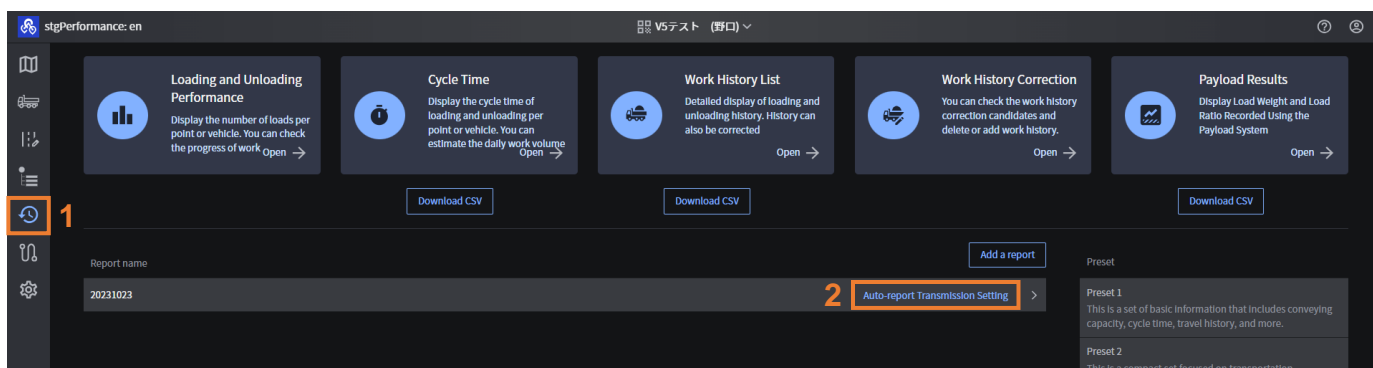 stgPerformance: en
V5テスト (野口)
Loading and Unloading
Performance
Display the number of loads per
point or vehicle. You can check
the progress of work
Open
Cycle Time
Display the cycle time of
loading and unloading per
point or vehicle. You can
estimate the daily work volume
Open
Work History List
Detailed display of loading and
unloading history. History can
also be corrected
Open
Work History Correction
You can check the work history
correction candidates and
delete or add work history.
Open
Payload Results
Display Load Weight and Load
Ratio Recorded Using the
Payload System
Open
Download CSV
Download CSV
Download CSV
1
Report name
Add a report
20231023
2
Auto-report Transmission Setting
Preset
Preset 1
This is a set of basic information that includes conveying
capacity, cycle time, travel history, and more.
Preset 2
This is a compact set focused on transportation